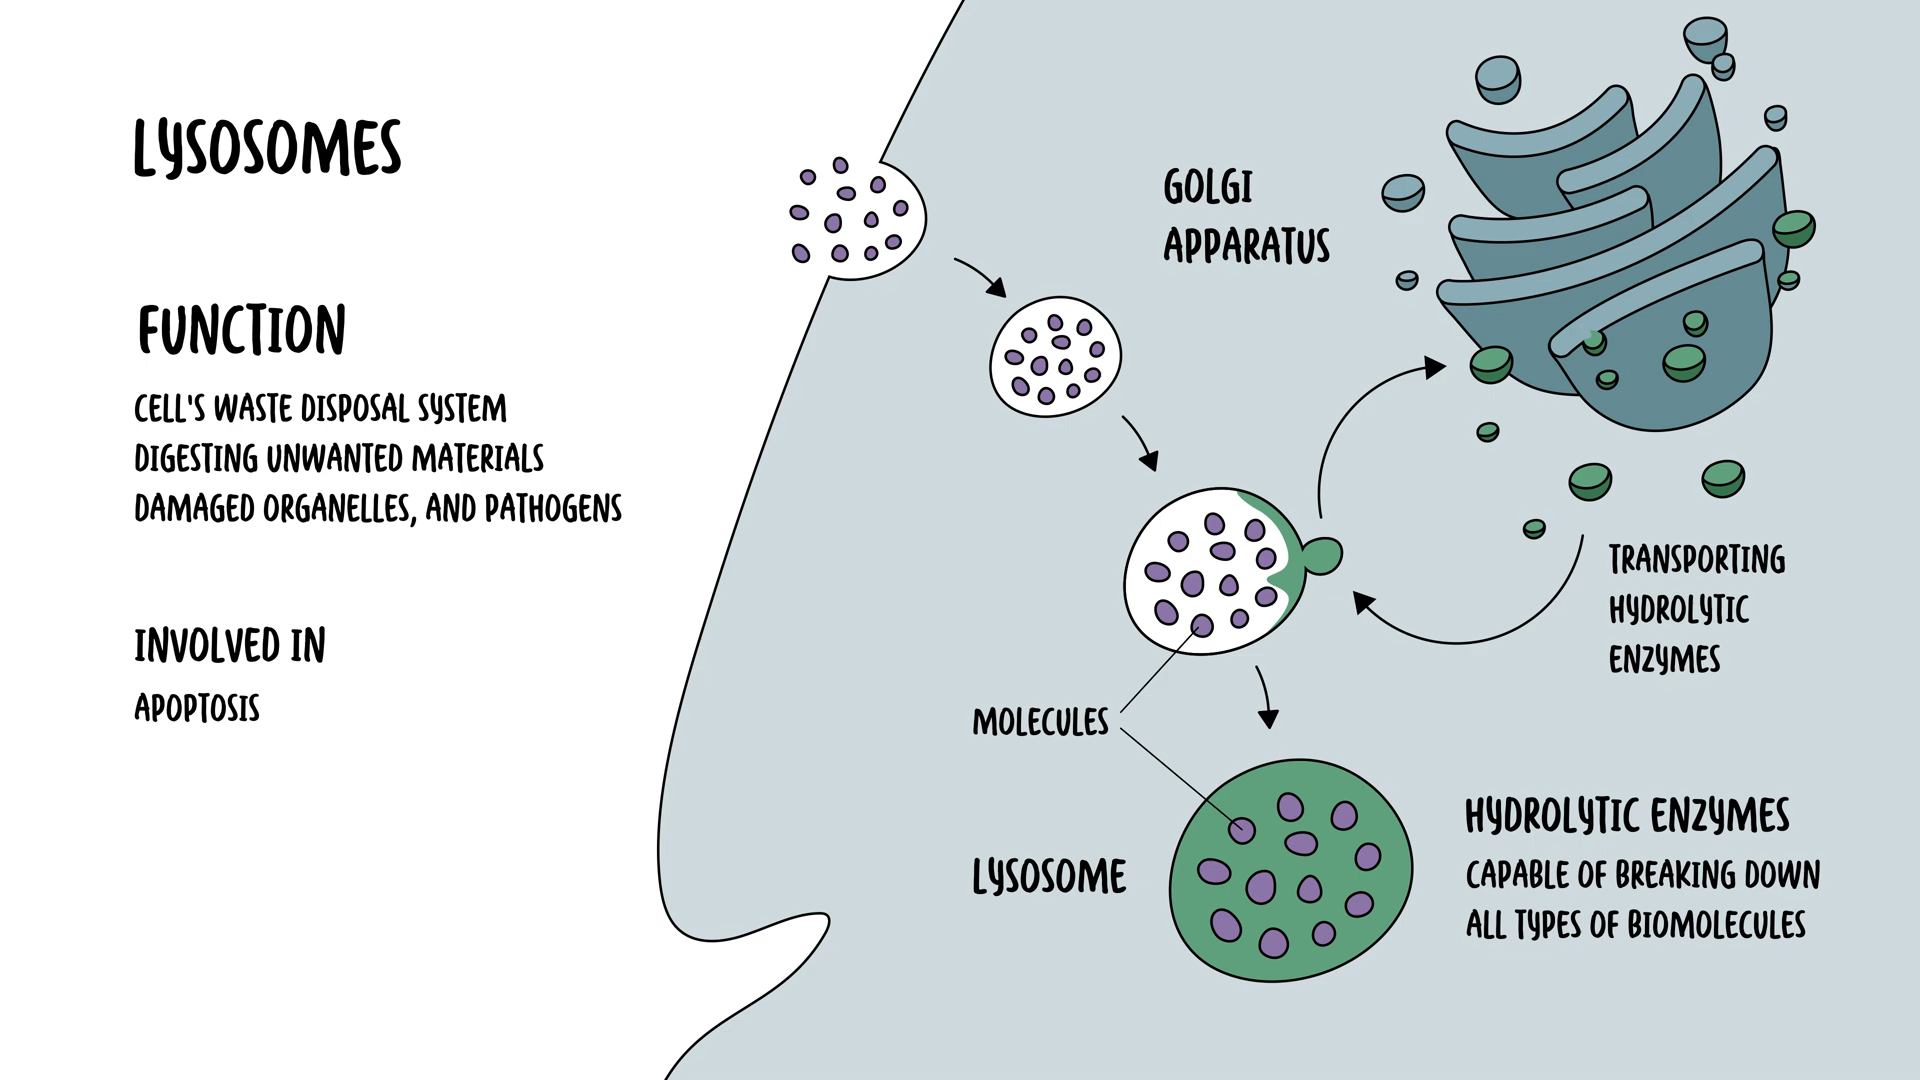 LYSOSOMES
FUNCTION
CELL'S WASTE DISPOSAL SYSTEM
DIGESTING UNWANTED MATERIALS
DAMAGED ORGANELLES, AND PATHOGENS
INVOLVED IN
APOPTOSIS
GOLGI
APPARATUS
TRANSPORTING
HYDROLYTIC
ENZYMES
MOLECULES
LYSOSOME
HYDROLYTIC ENZYMES
CAPABLE OF BREAKING DOWN
ALL TYPES OF BIOMOLECULES